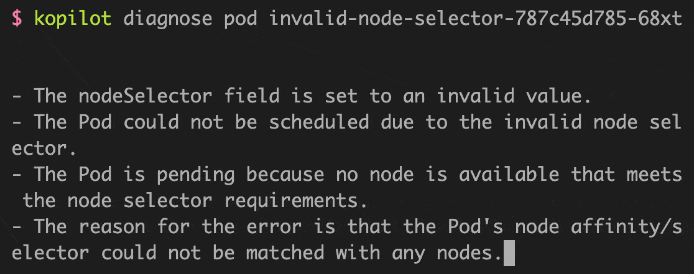 $ kopilot diagnose pod invalid-node-selector-787c45d785-68xt
- The nodeSelector field is set to an invalid value.
- The Pod could not be scheduled due to the invalid node sel
ector.
- The Pod is pending because no node is available that meets
 the node selector requirements.
- The reason for the error is that the Pod's node affinity/s
elector could not be matched with any nodes.